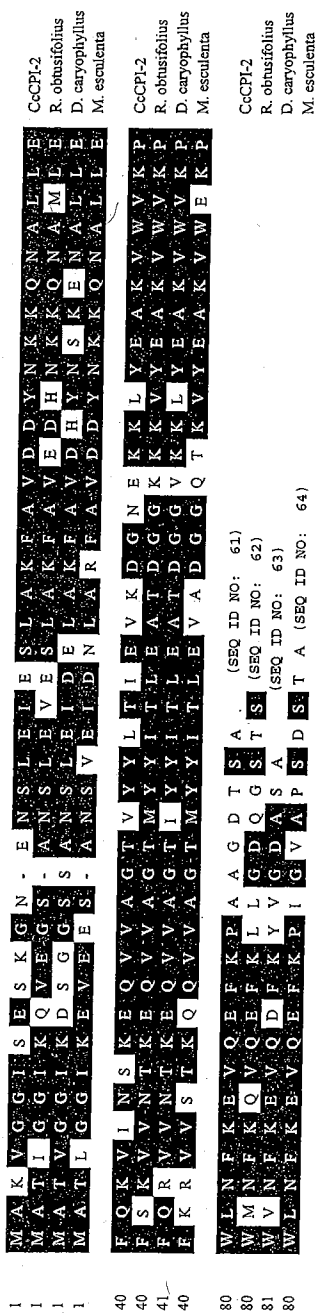 1 M A K V G G I S E S K G N - E N S L E I E S L A K F A V D D Y N K K Q N A L L E CcCPI-2
1 M A T I G G I K Q V E G S - A N S L E V E S L A K F A V E D H N K K Q N A M L E R. obtusifolius
1 M A T V G G I K D S G G S S A N S L E I D E L A K F A V D H Y N S K E N A L L E D. caryophyllus
1 M A T L G G I K E V E E S - A N S V E I D N L A R F A V D D Y N K K Q N A L L E M. esculenta
40 F Q K V I N S K E Q V V A G T V Y Y L T I E V K D G N E K K L Y E A K V W V K P CcCPI-2
40 F S K V V N T K E Q V V A G T M Y Y I T L E A T D G G K K K V Y E A K V W V K P R. obtusifolius
41 F Q R V V N T K E Q V V A G T I Y Y I T L E A T D G G V K K L Y E A K V W V K P D. caryophyllus
40 F K R V V S T K Q Q V V A G T M Y Y I T L E V A D G G Q T K V Y E A K V W E K P M. esculenta
80 W L N F K E V Q E F K P A A G D T S A . (SEQ ID NO: 61) CcCPI-2
80 W M N F K Q V Q E F K L L G D Q G S T S (SEQ ID NO: 62) R. obtusifolius
81 W V N F K E V Q D F K Y V G D A S A (SEQ ID NO: 63) D. caryophyllus
80 W L N F K E V Q E F K P I G V A P S D S T A (SEQ ID NO: 64) M. esculenta